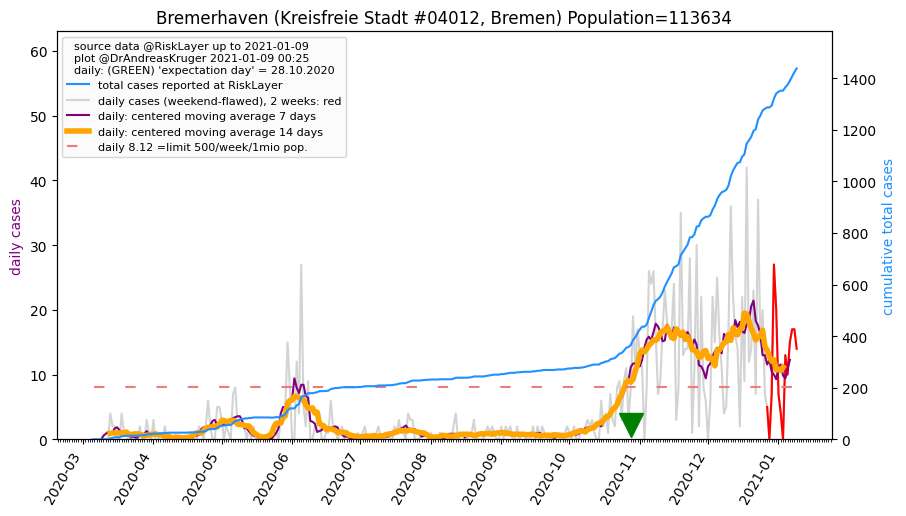 Bremerhaven (Kreisfreie Stadt #04012, Bremen) Population=113634
source data @RiskLayer up to 2021-01-09
plot @DrAndreasKruger 2021-01-09 00:25
daily: (GREEN) 'expectation day' = 28.10.2020
total cases reported at RiskLayer
daily cases (weekend-flawed), 2 weeks: red
daily: centered moving average 7 days
daily: centered moving average 14 days
daily 8.12 =limit 500/week/1mio pop.
daily cases
60
50
40
30
20
10
0
cumulative total cases
1400
1200
1000
800
600
400
200
0
2020-03
2020-04
2020-05
2020-06
2020-07
2020-08
2020-09
2020-10
2020-11
2020-12
2021-01